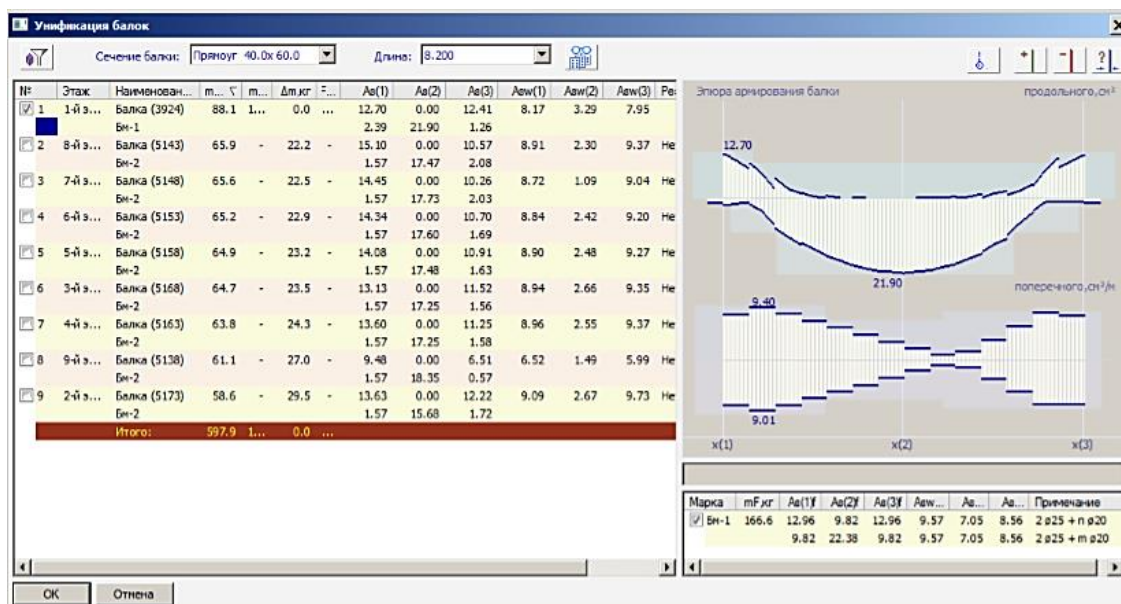 Унификация балок
Сечение балки: Прямоуг 40.0x 60.0 Длина: 8.200
№ Этаж Наименован... m... m... Δm,кг F... As(1) As(2) As(3) Asw(1) Asw(2) Asw(3) Ре
1 1-й э... Балка (3924) 88.1 1... 0.0 ... 12.70 0.00 12.41 8.17 3.29 7.95
Бм-1 2.39 21.90 1.26
2 8-й э... Балка (5143) 65.9 - 22.2 - 15.10 0.00 10.57 8.91 2.30 9.37 Не
Бм-2 1.57 17.47 2.08
3 7-й э... Балка (5148) 65.6 - 22.5 - 14.45 0.00 10.26 8.72 1.09 9.04 Не
Бм-2 1.57 17.73 2.03
4 6-й э... Балка (5153) 65.2 - 22.9 - 14.34 0.00 10.70 8.84 2.42 9.20 Не
Бм-2 1.57 17.60 1.69
5 5-й э... Балка (5158) 64.9 - 23.2 - 14.08 0.00 10.91 8.90 2.48 9.27 Не
Бм-2 1.57 17.48 1.63
6 3-й э... Балка (5168) 64.7 - 23.5 - 13.13 0.00 11.52 8.94 2.66 9.35 Не
Бм-2 1.57 17.25 1.56
7 4-й э... Балка (5163) 63.8 - 24.3 - 13.60 0.00 11.25 8.96 2.55 9.37 Не
Бм-2 1.57 17.25 1.58
8 9-й э... Балка (5138) 61.1 - 27.0 - 9.48 0.00 6.51 6.52 1.49 5.99 Не
Бм-2 1.57 18.35 0.57
9 2-й э... Балка (5173) 58.6 - 29.5 - 13.63 0.00 12.22 9.09 2.67 9.73 Не
Бм-2 1.57 15.68 1.72
Итого: 597.9 1... 0.0 ...
Эпюра армирования балки продольного,см²
12.70
21.90
поперечного,см²/м
9.40
9.01
x(1) x(2) x(3)
Марка mF,кг As(1)f As(2)f As(3)f Asw... As... As... Примечание
Бм-1 166.6 12.96 9.82 12.96 9.57 7.05 8.56 2 ø25 + n ø20
9.82 22.38 9.82 9.57 7.05 8.56 2 ø25 + m ø20
OK Отмена